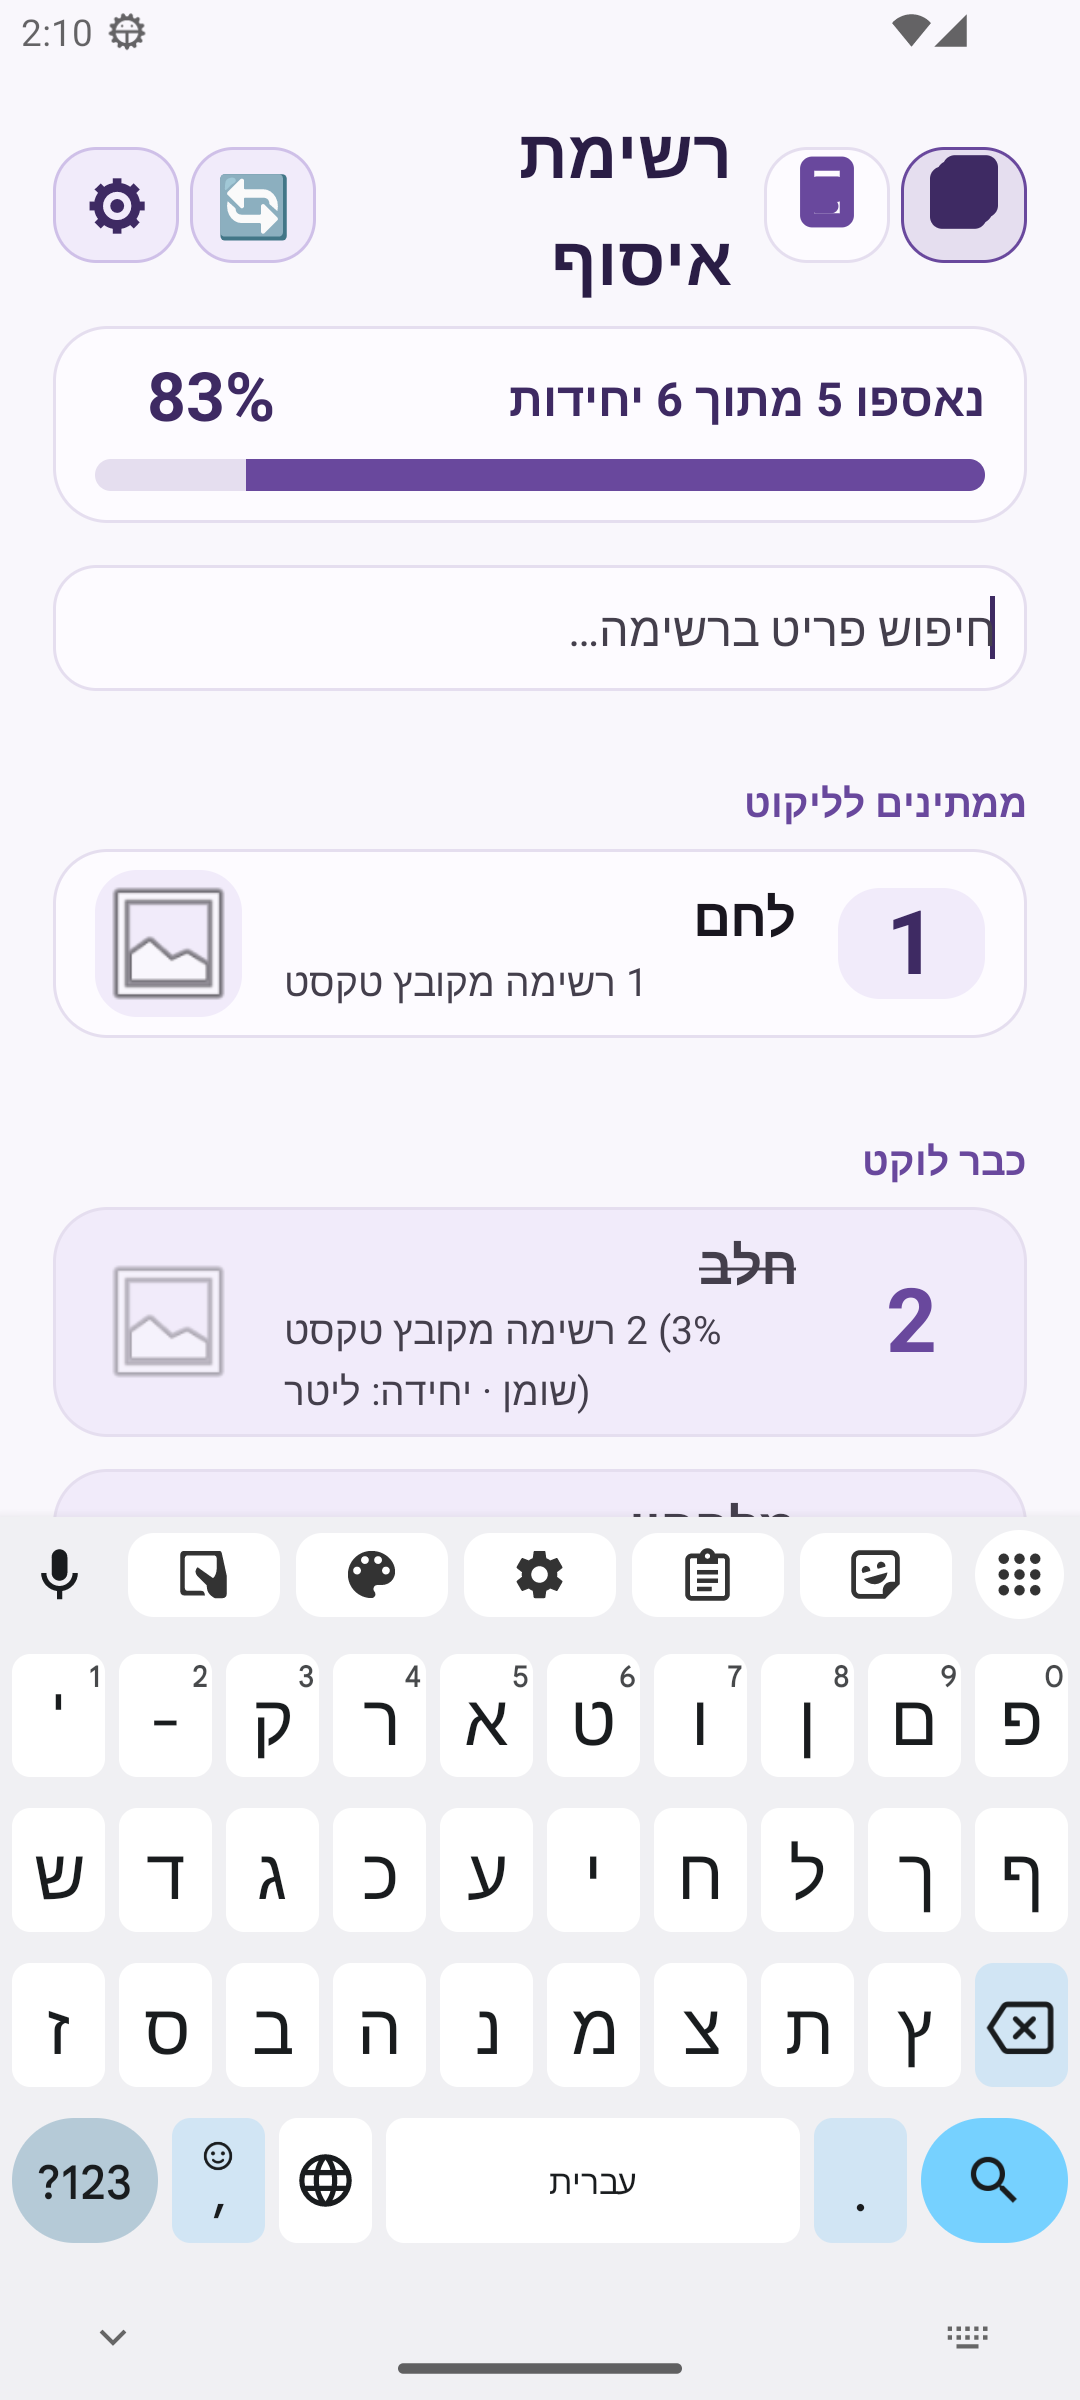 2:10
רשימת
איסוף
נאספו 5 מתוך 6 יחידות
83%
חיפוש פריט ברשימה...
ממתינים לליקוט
1
לחם
1 רשימה מקובץ טקסט
כבר לוקט
2
חלב
2 רשימה מקובץ טקסט (3%
שומן · יחידה: ליטר)
1 2 3 4 5 6 7 8 9 0
' - ק ר א ט ו ן ם פ
ש ד ג כ ע י ח ל ך ף
ז ס ב ה נ מ צ ת ץ
?123 , עברית .